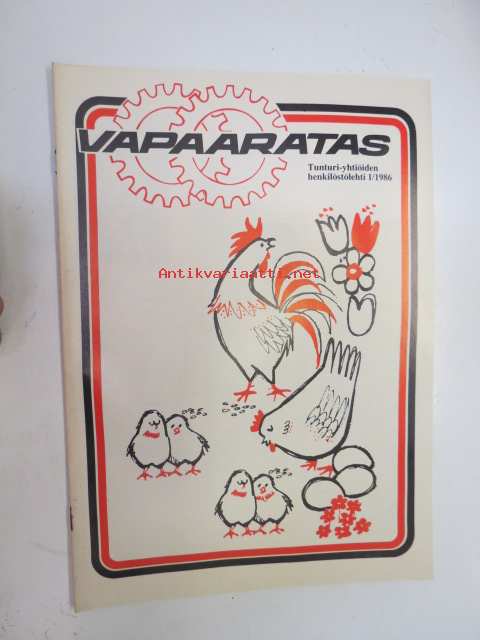 VAPAARATAS
Tunturi-yhtiöiden
henkilöstölehti 1/1986
Antikvariaatti.net